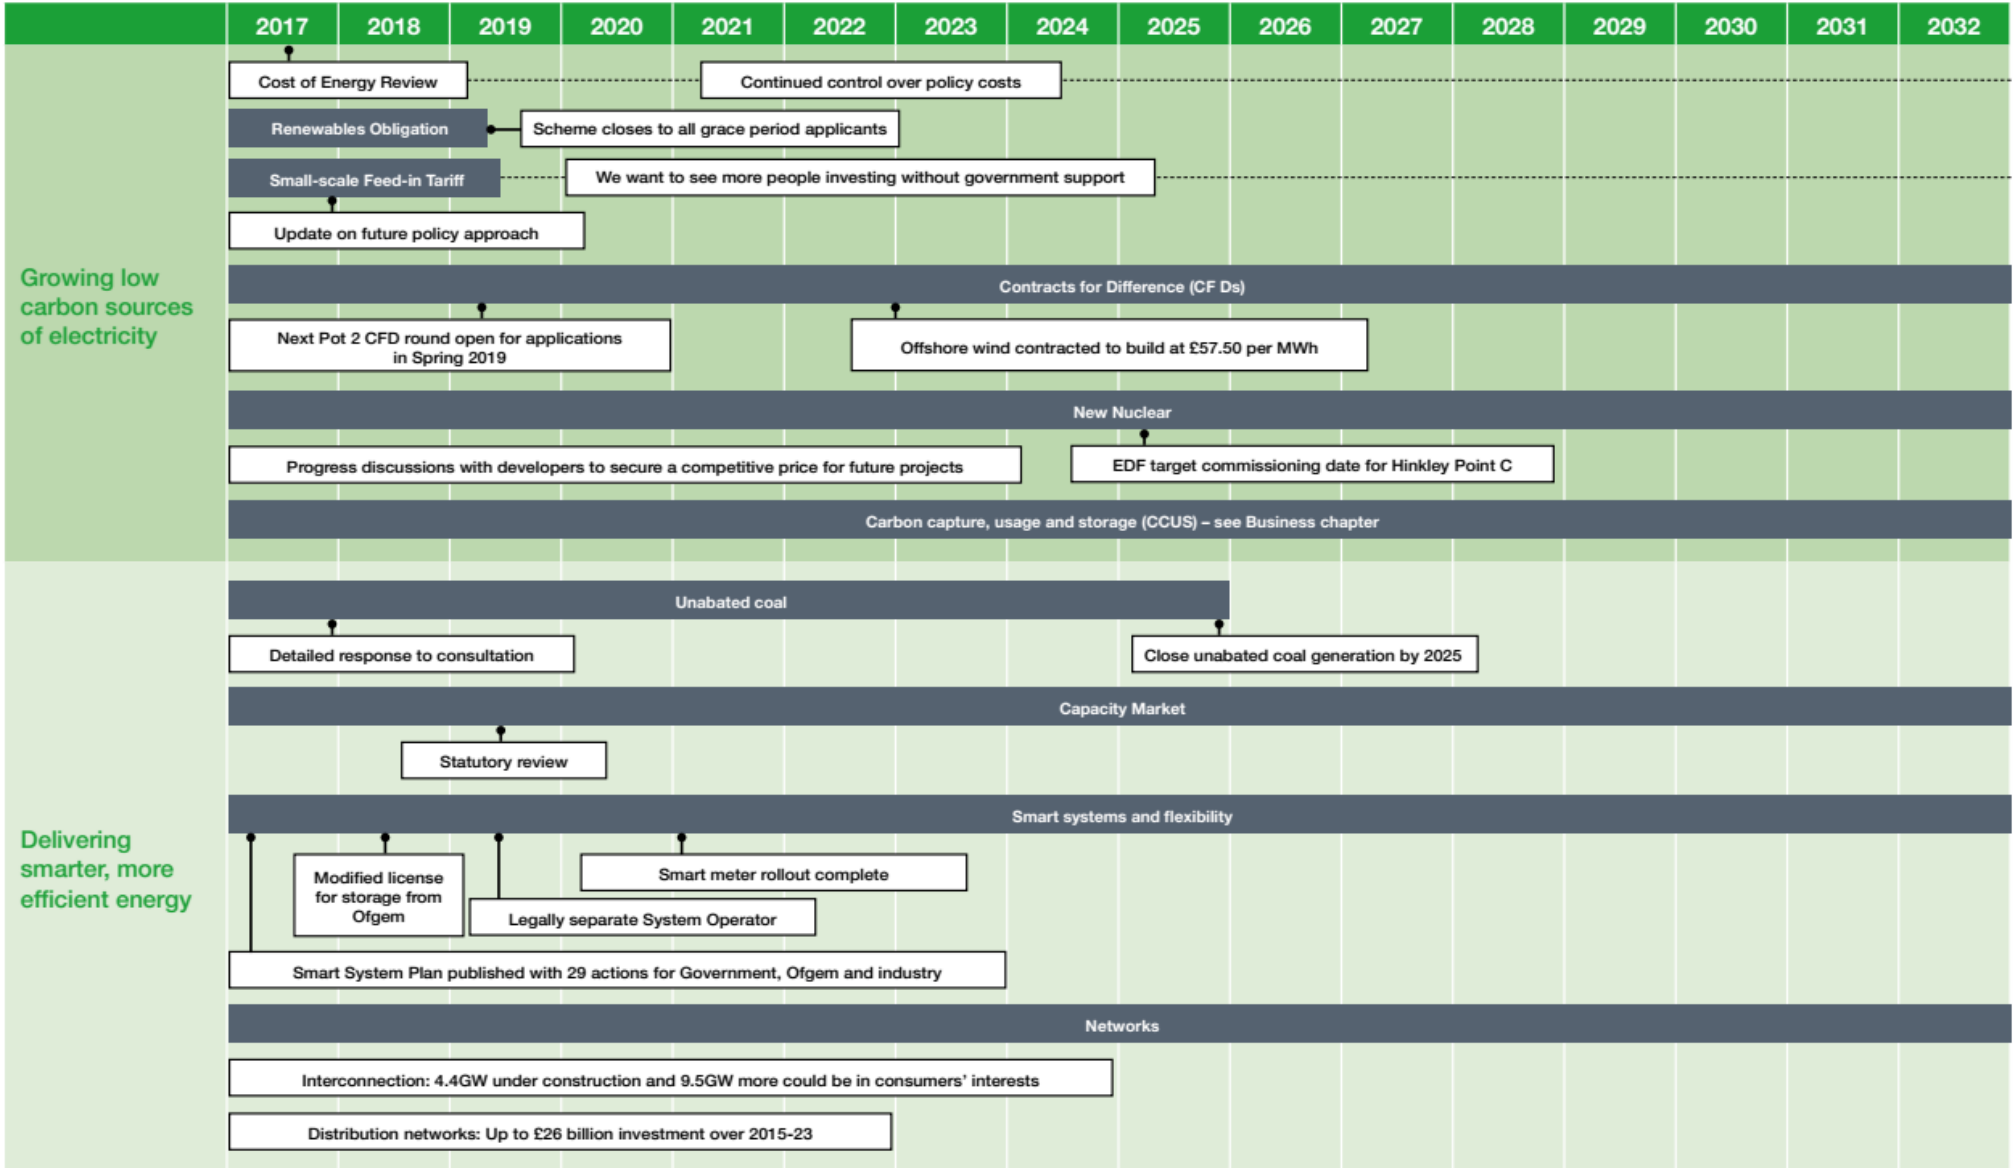 2017 2018 2019 2020 2021 2022 2023 2024 2025 2026 2027 2028 2029 2030 2031 2032
Growing low
carbon sources
of electricity
Cost of Energy Review
Continued control over policy costs
Renewables Obligation
Scheme closes to all grace period applicants
Small-scale Feed-in Tariff
We want to see more people investing without government support
Update on future policy approach
Contracts for Difference (CF Ds)
Next Pot 2 CFD round open for applications
in Spring 2019
Offshore wind contracted to build at £57.50 per MWh
New Nuclear
Progress discussions with developers to secure a competitive price for future projects
EDF target commissioning date for Hinkley Point C
Carbon capture, usage and storage (CCUS) – see Business chapter
Delivering
smarter, more
efficient energy
Unabated coal
Detailed response to consultation
Close unabated coal generation by 2025
Capacity Market
Statutory review
Smart systems and flexibility
Modified license
for storage from
Ofgem
Smart meter rollout complete
Legally separate System Operator
Smart System Plan published with 29 actions for Government, Ofgem and industry
Networks
Interconnection: 4.4GW under construction and 9.5GW more could be in consumers’ interests
Distribution networks: Up to £26 billion investment over 2015-23